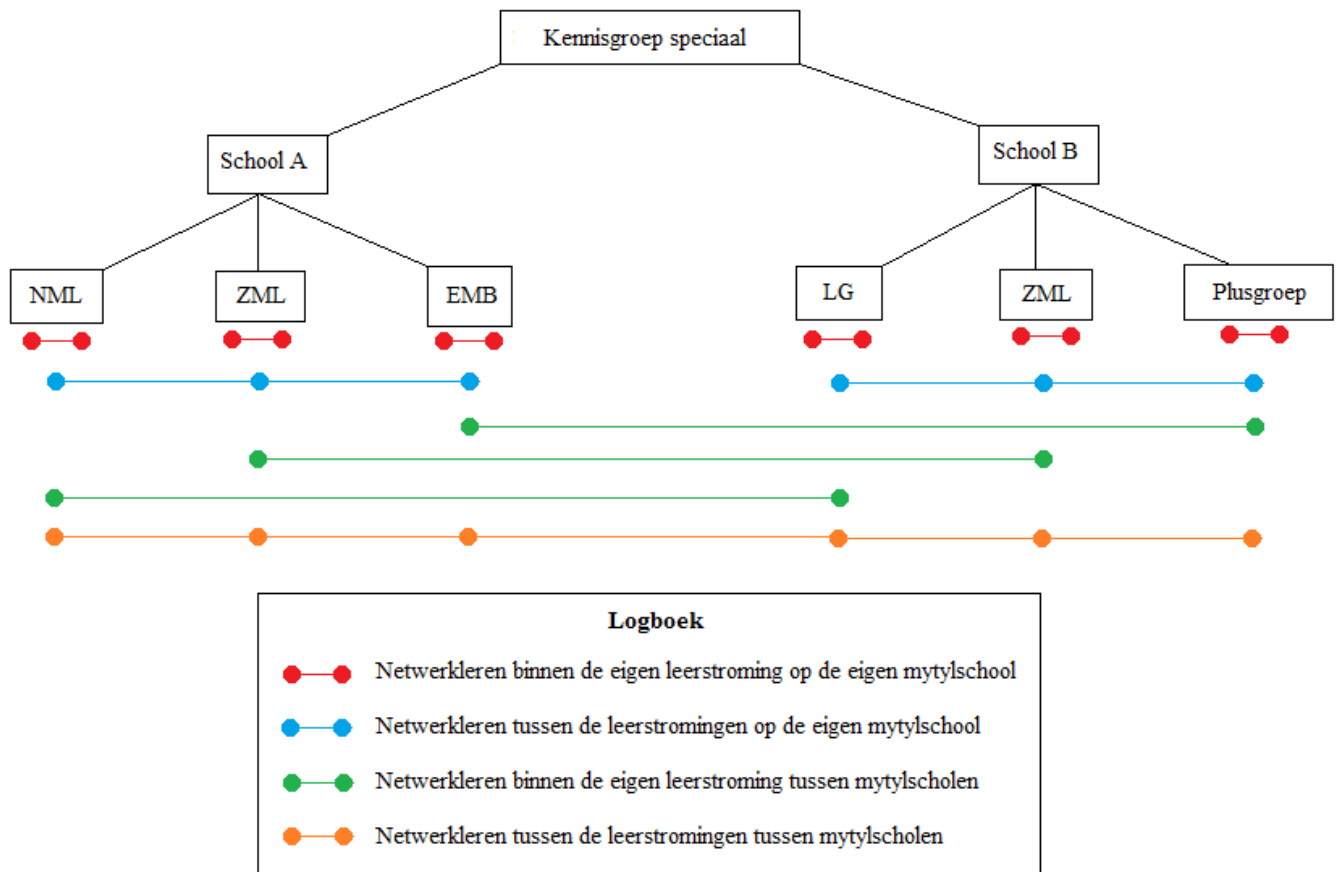 Kennisgroep speciaal
School A
School B
NML
ZML
EMB
LG
ZML
Plusgroep
Logboek
Netwerkleren binnen de eigen leerstroming op de eigen mytylschool
Netwerkleren tussen de leerstromingen op de eigen mytylschool
Netwerkleren binnen de eigen leerstroming tussen mytylscholen
Netwerkleren tussen de leerstromingen tussen mytylscholen